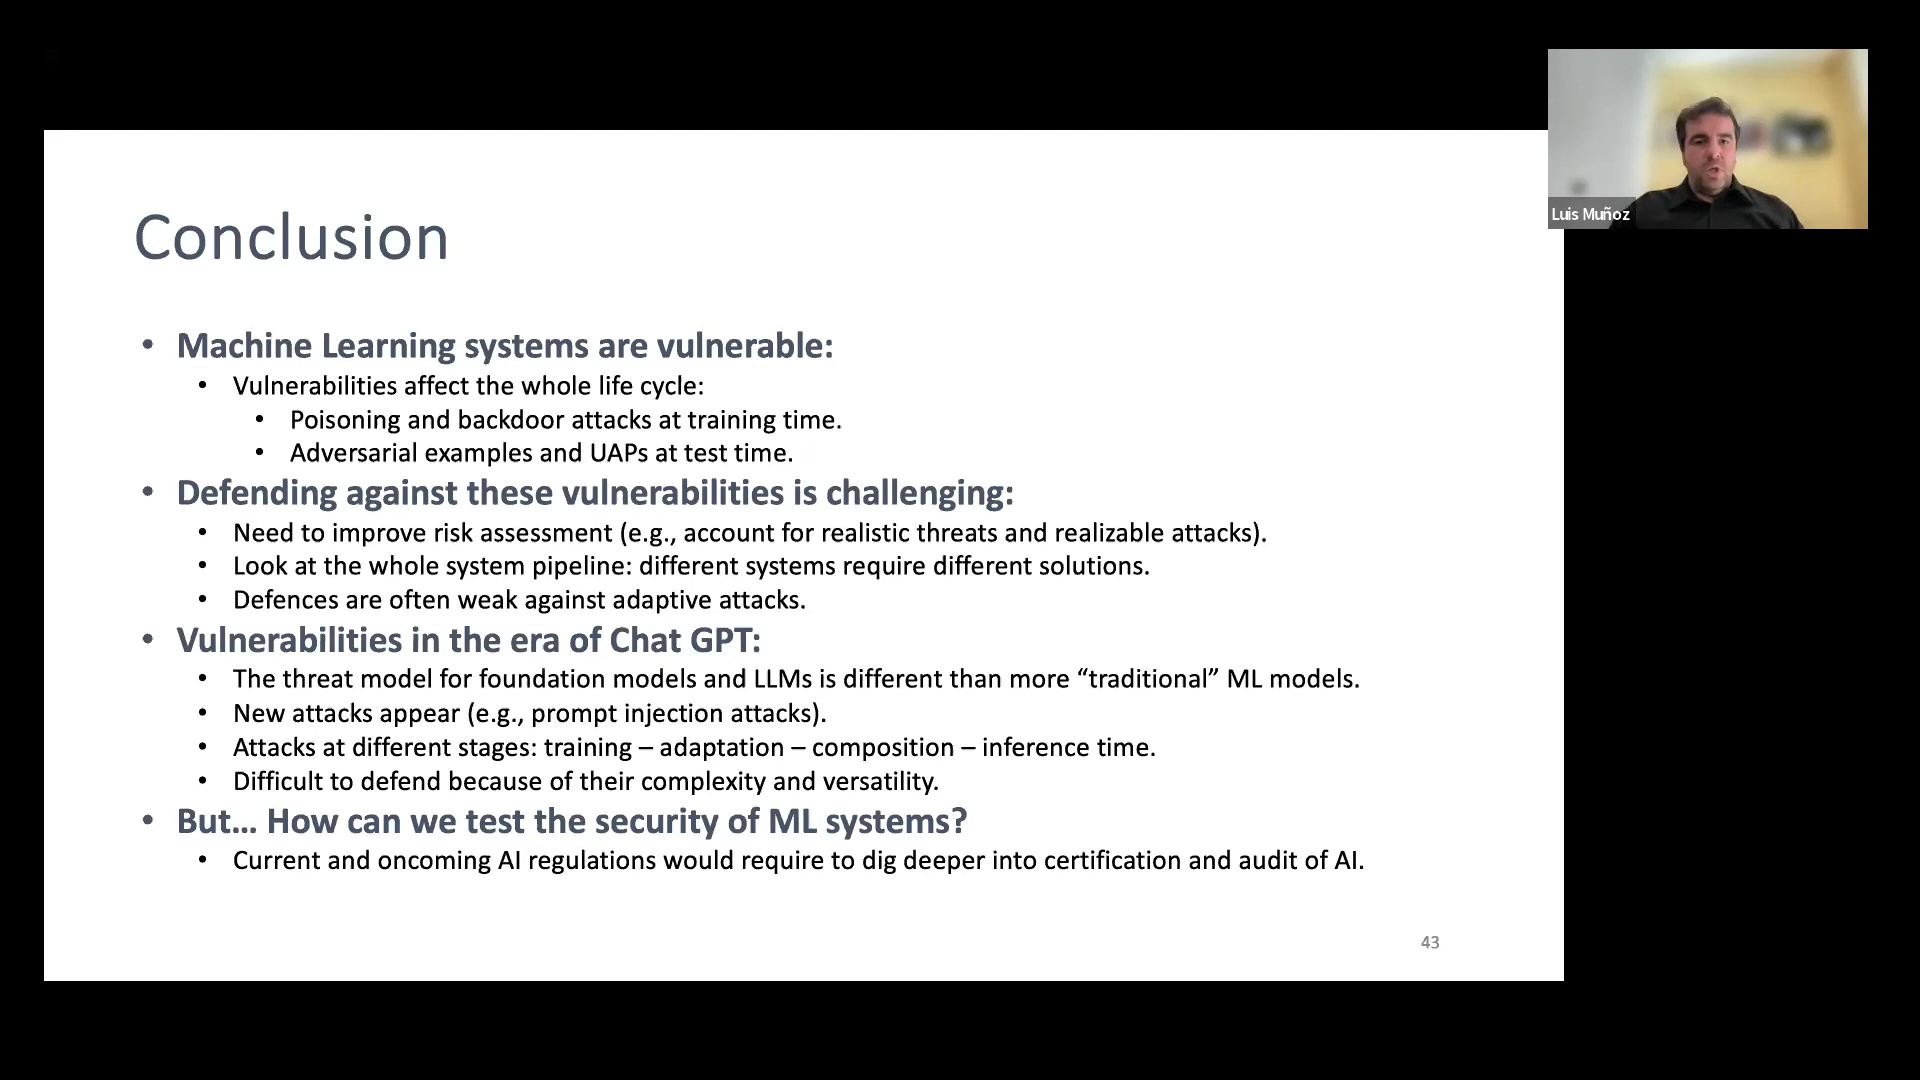 Luis Muñoz
Conclusion
• Machine Learning systems are vulnerable:
• Vulnerabilities affect the whole life cycle:
• Poisoning and backdoor attacks at training time.
• Adversarial examples and UAPs at test time.
• Defending against these vulnerabilities is challenging:
• Need to improve risk assessment (e.g., account for realistic threats and realizable attacks).
• Look at the whole system pipeline: different systems require different solutions.
• Defences are often weak against adaptive attacks.
• Vulnerabilities in the era of Chat GPT:
• The threat model for foundation models and LLMs is different than more “traditional” ML models.
• New attacks appear (e.g., prompt injection attacks).
• Attacks at different stages: training – adaptation – composition – inference time.
• Difficult to defend because of their complexity and versatility.
• But… How can we test the security of ML systems?
• Current and oncoming AI regulations would require to dig deeper into certification and audit of AI.
43